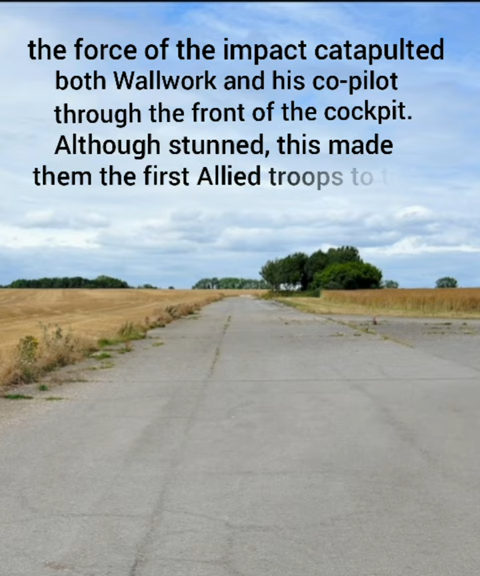 the force of the impact catapulted
both Wallwork and his co-pilot
through the front of the cockpit.
Although stunned, this made
them the first Allied troops to